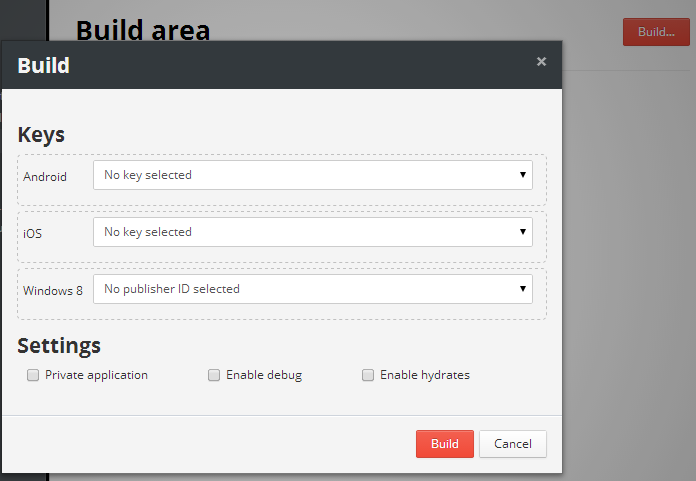 Build area
Build...
Build
×
Keys
Android No key selected
iOS No key selected
Windows 8 No publisher ID selected
Settings
Private application Enable debug Enable hydrates
Build Cancel